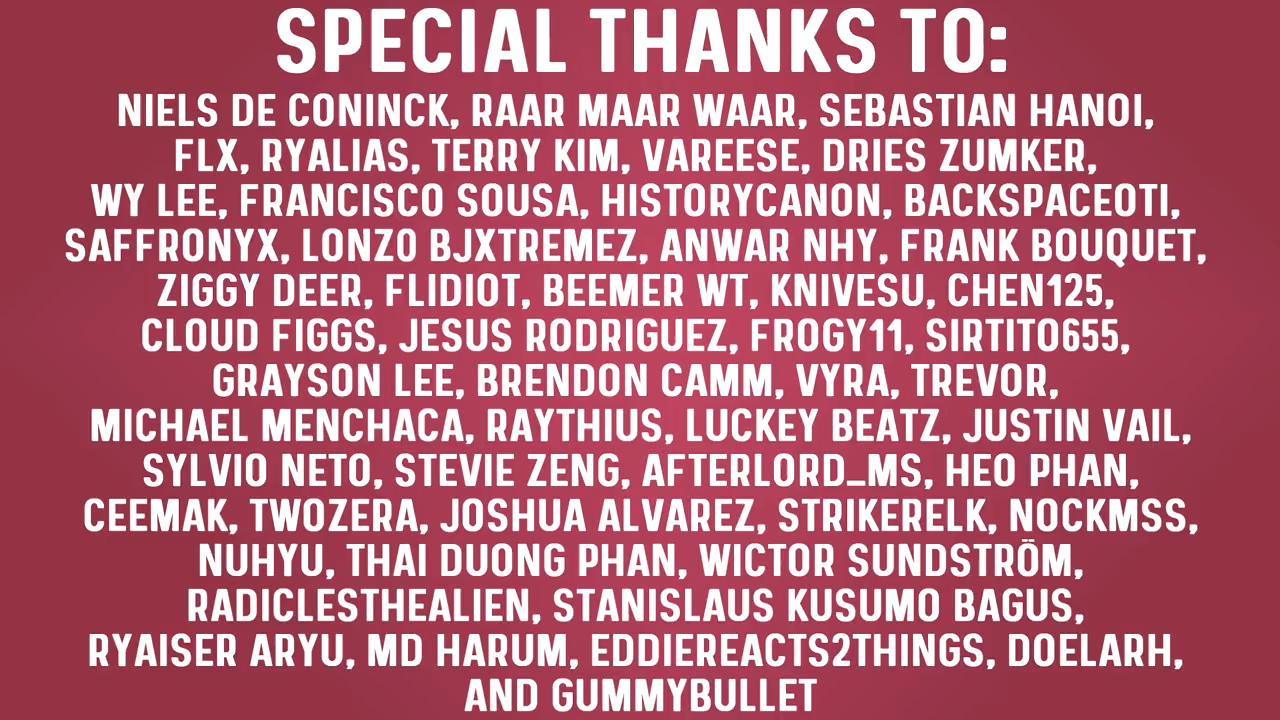 SPECIAL THANKS TO:
NIELS DE CONINCK, RAAR MAAR WAAR, SEBASTIAN HANOI,
FLX, RYALIAS, TERRY KIM, VAREESE, DRIES ZUMKER,
WY LEE, FRANCISCO SOUSA, HISTORYCANON, BACKSPACEOTI,
SAFFRONYX, LONZO BJXTREMEZ, ANWAR NHY, FRANK BOUQUET,
ZIGGY DEER, FLIDIOT, BEEMER WT, KNIVESU, CHEN125,
CLOUD FIGGS, JESUS RODRIGUEZ, FROGY11, SIRTITO655,
GRAYSON LEE, BRENDON CAMM, VYRA, TREVOR,
MICHAEL MENCHACA, RAYTHIUS, LUCKEY BEATZ, JUSTIN VAIL,
SYLVIO NETO, STEVIE ZENG, AFTERLORD_MS, HEO PHAN,
CEEMAK, TWOZERA, JOSHUA ALVAREZ, STRIKERELK, NOCKMSS,
NUHYU, THAI DUONG PHAN, WICTOR SUNDSTRÖM,
RADICLESTHEALIEN, STANISLAUS KUSUMO BAGUS,
RYAISER ARYU, MD HARUM, EDDIEREACTS2THINGS, DOELARH,
AND GUMMYBULLET